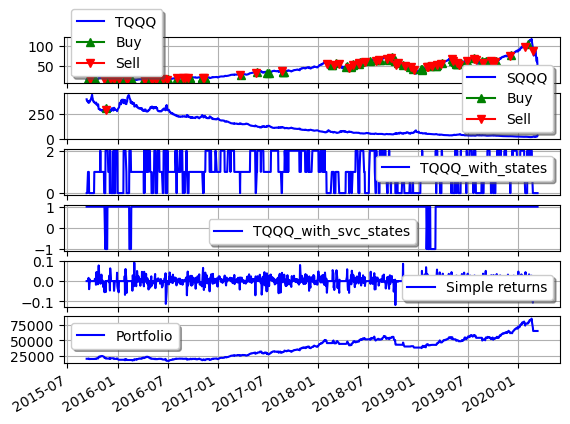 TQQQ
Buy
Sell
100
50
SQQQ
Buy
Sell
250
0
2
0
TQQQ_with_states
1
0
−1
TQQQ_with_svc_states
0.1
0.0
−0.1
Simple returns
75000
50000
25000
Portfolio
2015-07
2016-01
2016-07
2017-01
2017-07
2018-01
2018-07
2019-01
2019-07
2020-01